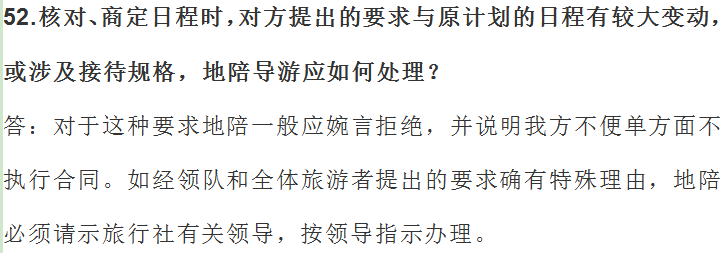 52.核对、商定日程时，对方提出的要求与原计划的日程有较大变动，
或涉及接待规格，地陪导游应如何处理？
答：对于这种要求地陪一般应婉言拒绝，并说明我方不便单方面不
执行合同。如经领队和全体旅游者提出的要求确有特殊理由，地陪
必须请示旅行社有关领导，按领导指示办理。